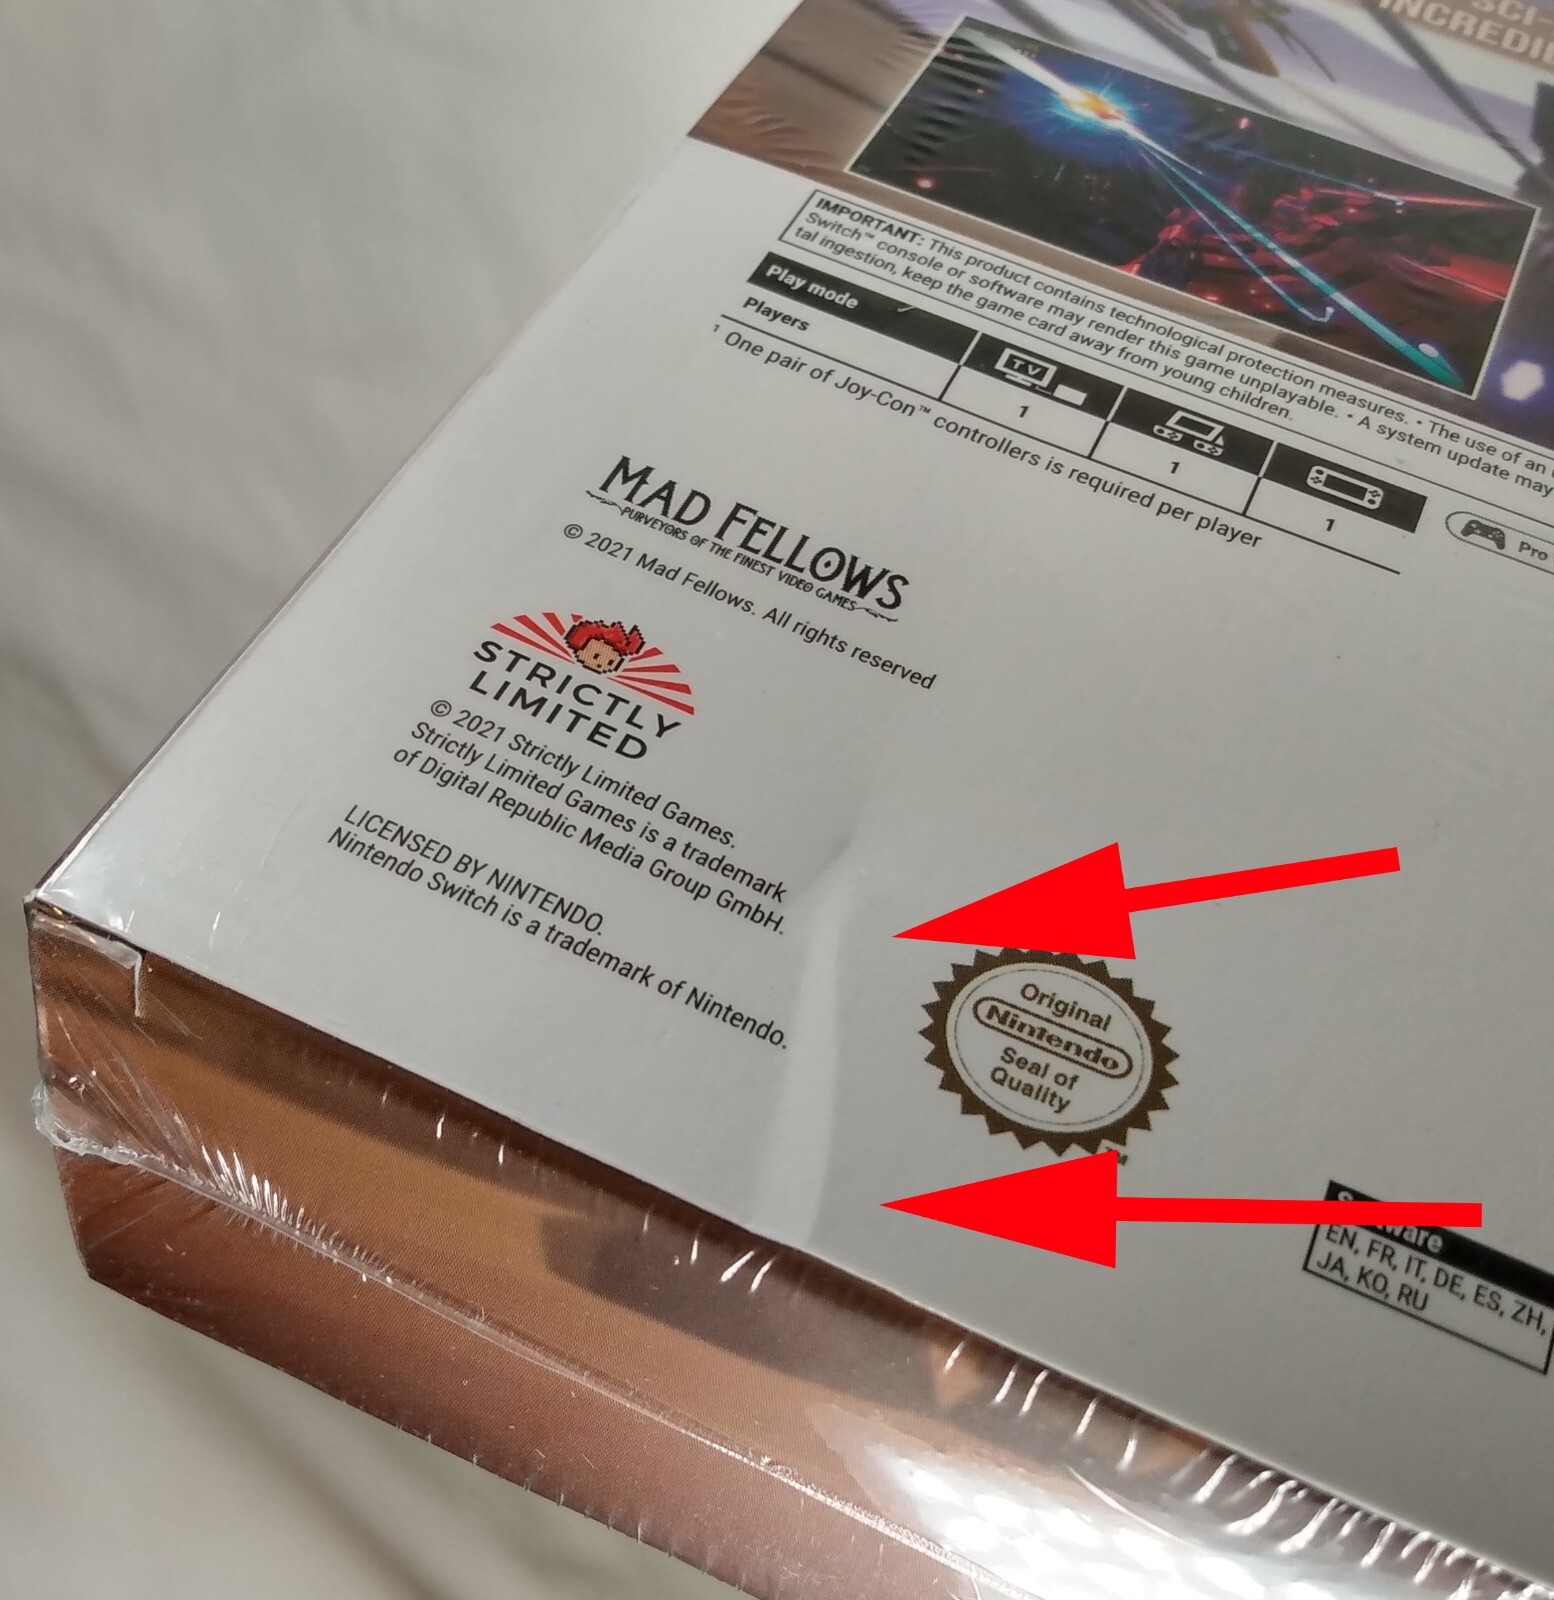 SCI-
INCREDI
IMPORTANT: This product contains technological protection measures. • The use of an
Switch™ console or software may render this game unplayable. • A system update may
tal ingestion, keep the game card away from young children.
Play mode
TV
Players 1 1 1
¹ One pair of Joy-Con™ controllers is required per player
Pro
MAD FELLOWS
PURVEYORS OF THE FINEST VIDEO GAMES
© 2021 Mad Fellows. All rights reserved
STRICTLY
LIMITED
© 2021 Strictly Limited Games.
Strictly Limited Games is a trademark
of Digital Republic Media Group GmbH.
LICENSED BY NINTENDO.
Nintendo Switch is a trademark of Nintendo.
Original
Nintendo
Seal of
Quality
TM
EN, FR, IT, DE, ES, ZH,
JA, KO, RU